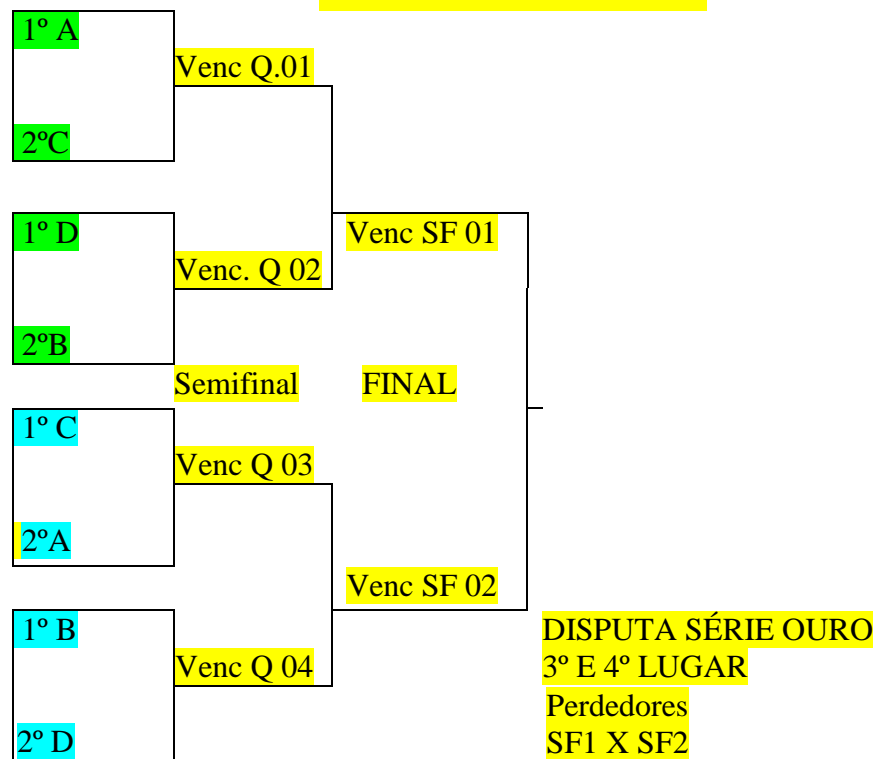 1º A
Venc Q.01
2ºC
1º D
Venc SF 01
Venc. Q 02
2ºB
Semifinal FINAL
1º C
Venc Q 03
2ºA
Venc SF 02
1º B
DISPUTA SÉRIE OURO
Venc Q 04
3º E 4º LUGAR
Perdedores
2º D
SF1 X SF2